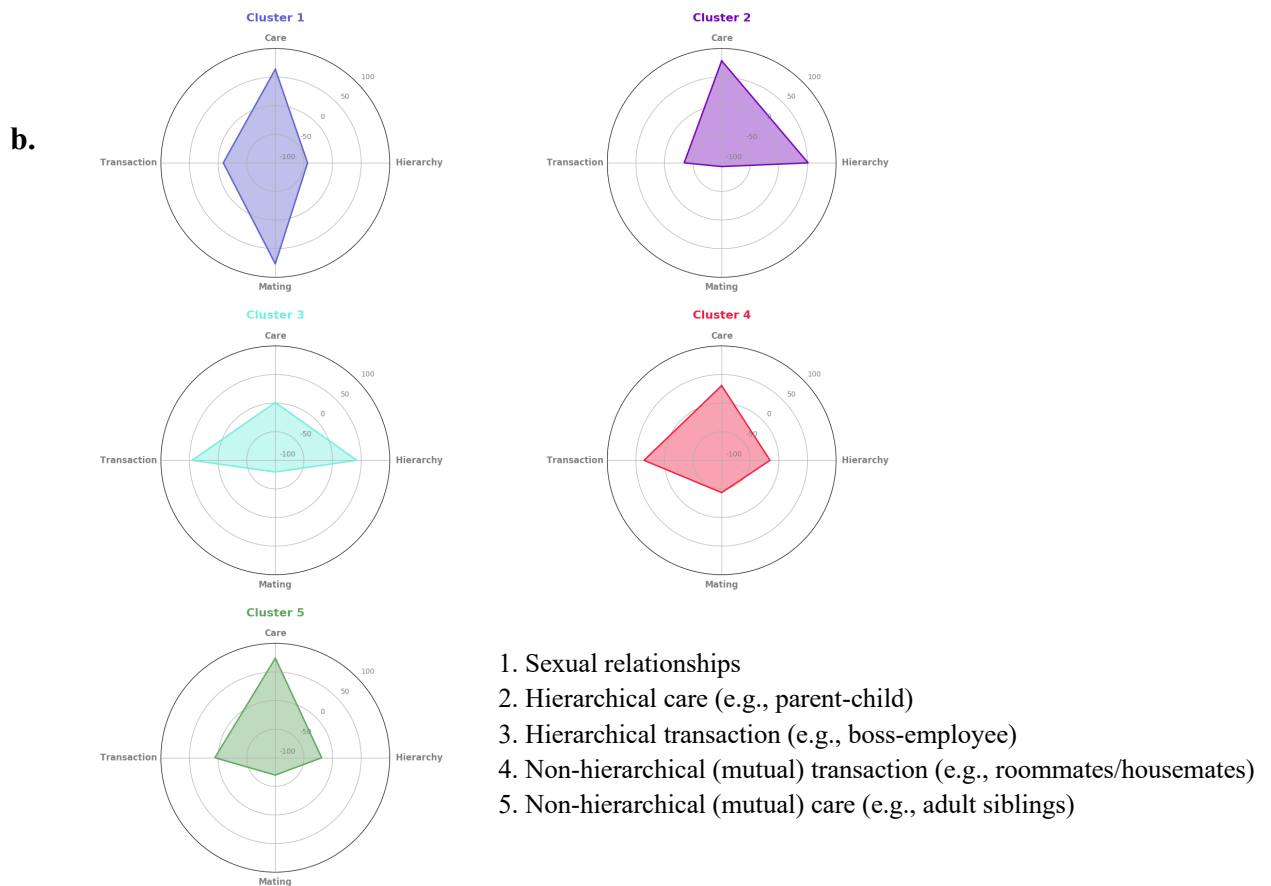 b.
Cluster 1
Care
100
50
0
-50
-100
Transaction
Hierarchy
Mating
Cluster 2
Care
100
50
0
-50
-100
Transaction
Hierarchy
Mating
Cluster 3
Care
100
50
0
-50
-100
Transaction
Hierarchy
Mating
Cluster 4
Care
100
50
0
-50
-100
Transaction
Hierarchy
Mating
Cluster 5
Care
100
50
0
-50
-100
Transaction
Hierarchy
Mating
1. Sexual relationships
2. Hierarchical care (e.g., parent-child)
3. Hierarchical transaction (e.g., boss-employee)
4. Non-hierarchical (mutual) transaction (e.g., roommates/housemates)
5. Non-hierarchical (mutual) care (e.g., adult siblings)